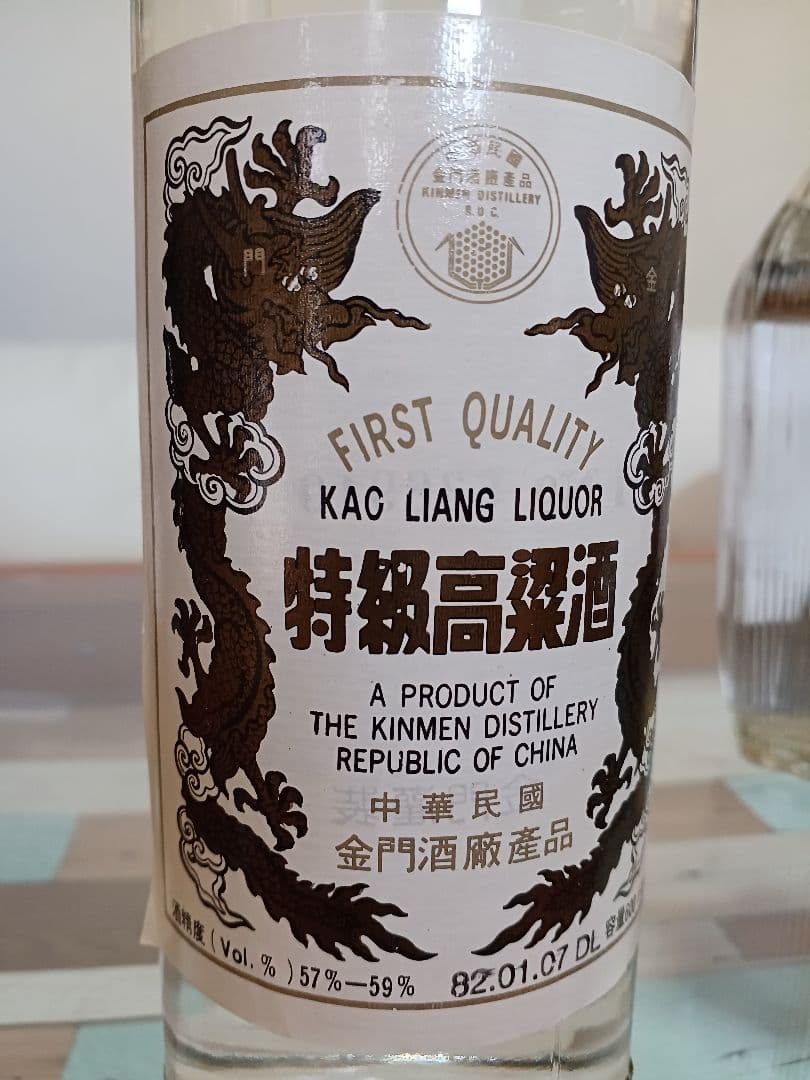 民國
金門酒廠產品
KINMEN DISTILLERY
R.O.C.
門
金
FIRST QUALITY
KAO LIANG LIQUOR
特級高粱酒
A PRODUCT OF
THE KINMEN DISTILLERY
REPUBLIC OF CHINA
中華民國
金門酒廠產品
酒精度(Vol.%)57%—59%
82.01.07 DL
容量